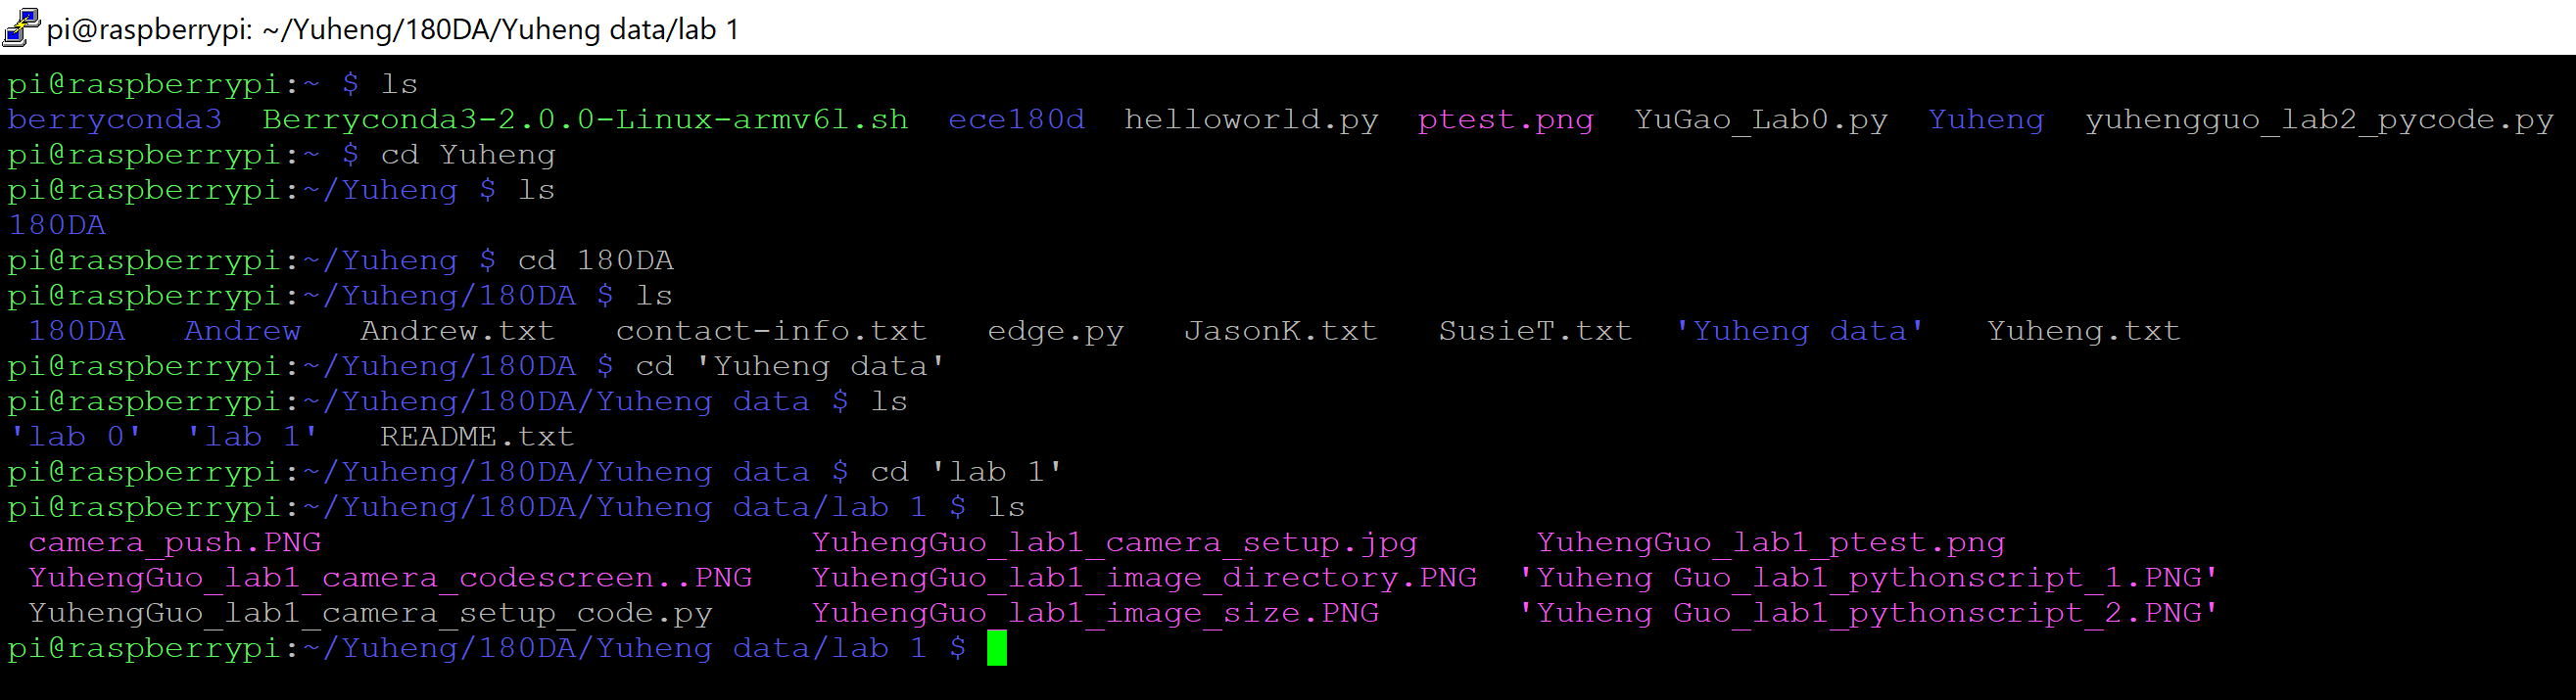 pi@raspberrypi: ~/Yuheng/180DA/Yuheng data/lab 1
pi@raspberrypi:~ $ ls
berryconda3  Berryconda3-2.0.0-Linux-armv6l.sh  ece180d  helloworld.py  ptest.png  YuGao_Lab0.py  Yuheng  yuhengguo_lab2_pycode.py
pi@raspberrypi:~ $ cd Yuheng
pi@raspberrypi:~/Yuheng $ ls
180DA
pi@raspberrypi:~/Yuheng $ cd 180DA
pi@raspberrypi:~/Yuheng/180DA $ ls
 180DA   Andrew   Andrew.txt   contact-info.txt   edge.py   JasonK.txt   SusieT.txt  'Yuheng data'   Yuheng.txt
pi@raspberrypi:~/Yuheng/180DA $ cd 'Yuheng data'
pi@raspberrypi:~/Yuheng/180DA/Yuheng data $ ls
'lab 0'  'lab 1'   README.txt
pi@raspberrypi:~/Yuheng/180DA/Yuheng data $ cd 'lab 1'
pi@raspberrypi:~/Yuheng/180DA/Yuheng data/lab 1 $ ls
 camera_push.PNG                         YuhengGuo_lab1_camera_setup.jpg      YuhengGuo_lab1_ptest.png
 YuhengGuo_lab1_camera_codescreen..PNG   YuhengGuo_lab1_image_directory.PNG  'Yuheng Guo_lab1_pythonscript_1.PNG'
 YuhengGuo_lab1_camera_setup_code.py     YuhengGuo_lab1_image_size.PNG       'Yuheng Guo_lab1_pythonscript_2.PNG'
pi@raspberrypi:~/Yuheng/180DA/Yuheng data/lab 1 $